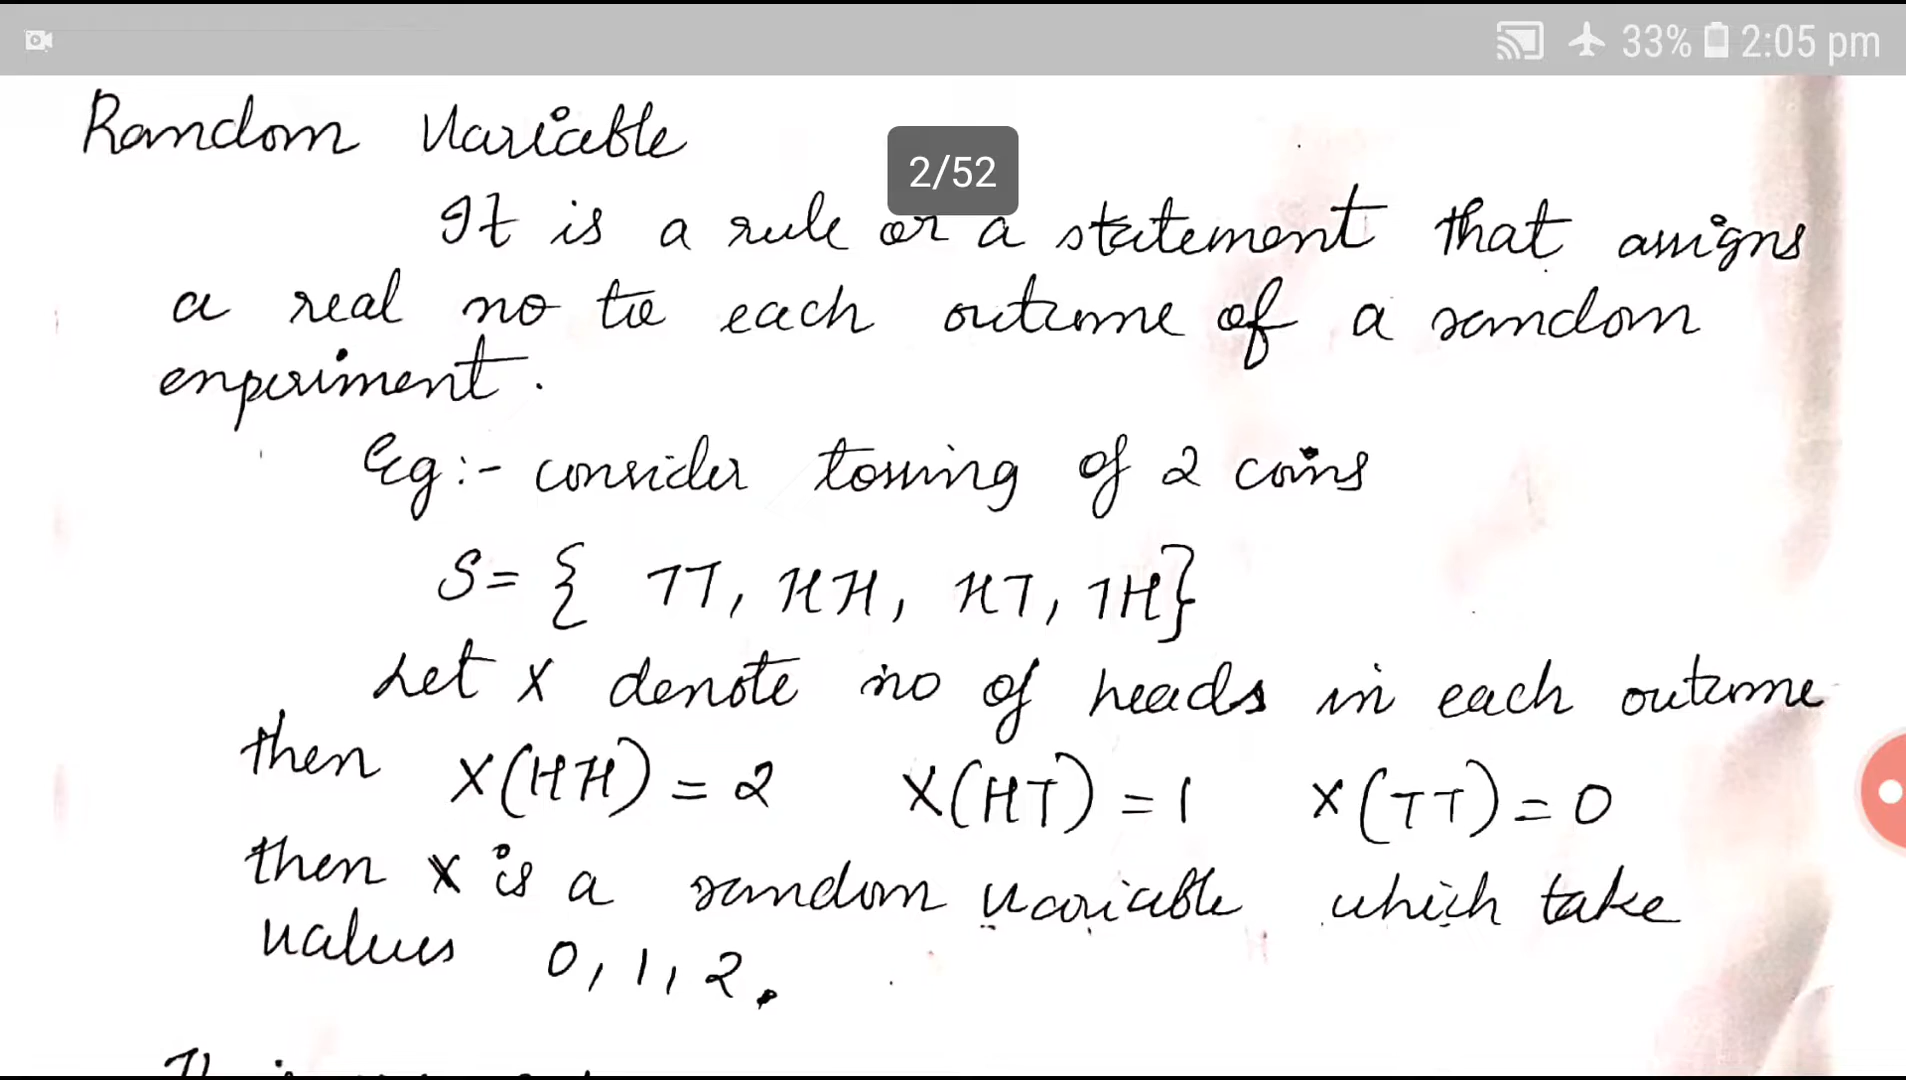 33% 2:05 pm
Random Variable
2/52
It is a rule or a statement that assigns
a real no to each outcome of a random
experiment.
Eg:- consider tossing of 2 coins
S= { TT, HH, HT, TH}
Let X denote no of heads in each outcome
then X(HH) = 2 X(HT) = 1 X(TT) = 0
then X is a random variable which take
values 0, 1, 2.